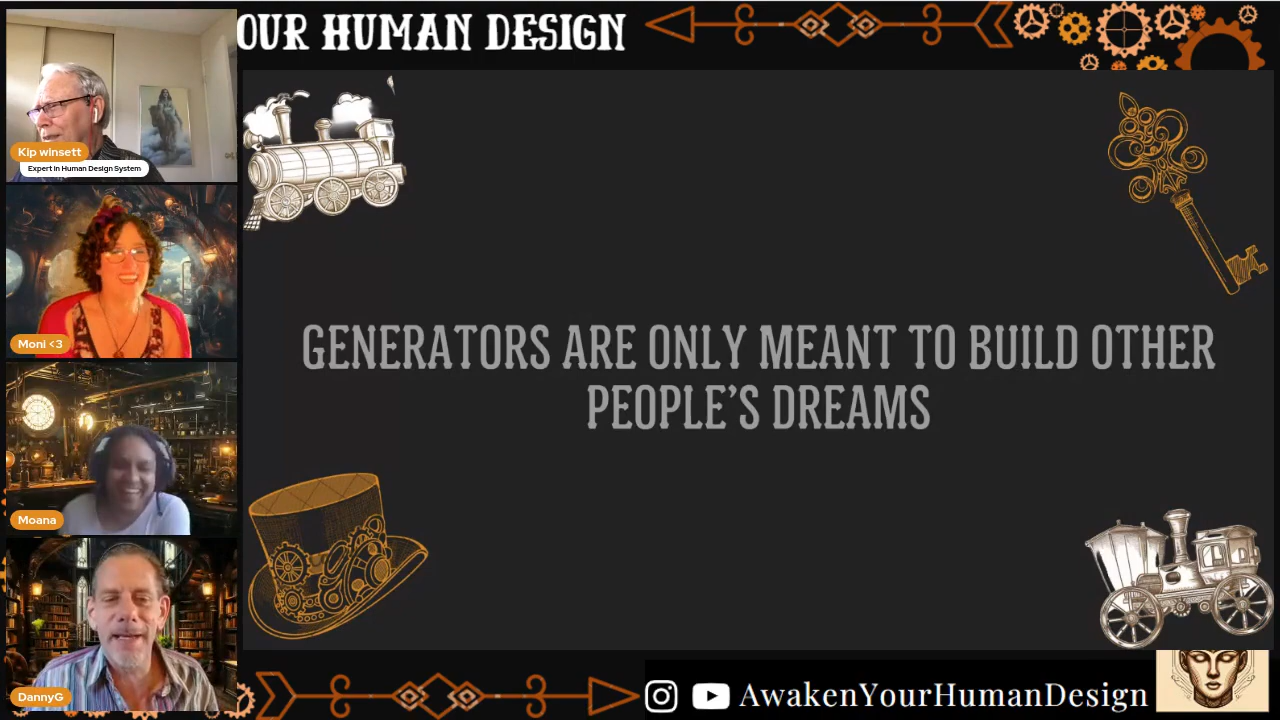 OUR HUMAN DESIGN
Kip winsett
Expert in Human Design System
Moni <3
GENERATORS ARE ONLY MEANT TO BUILD OTHER
PEOPLE'S DREAMS
Moana
DannyG
AwakenYourHumanDesign